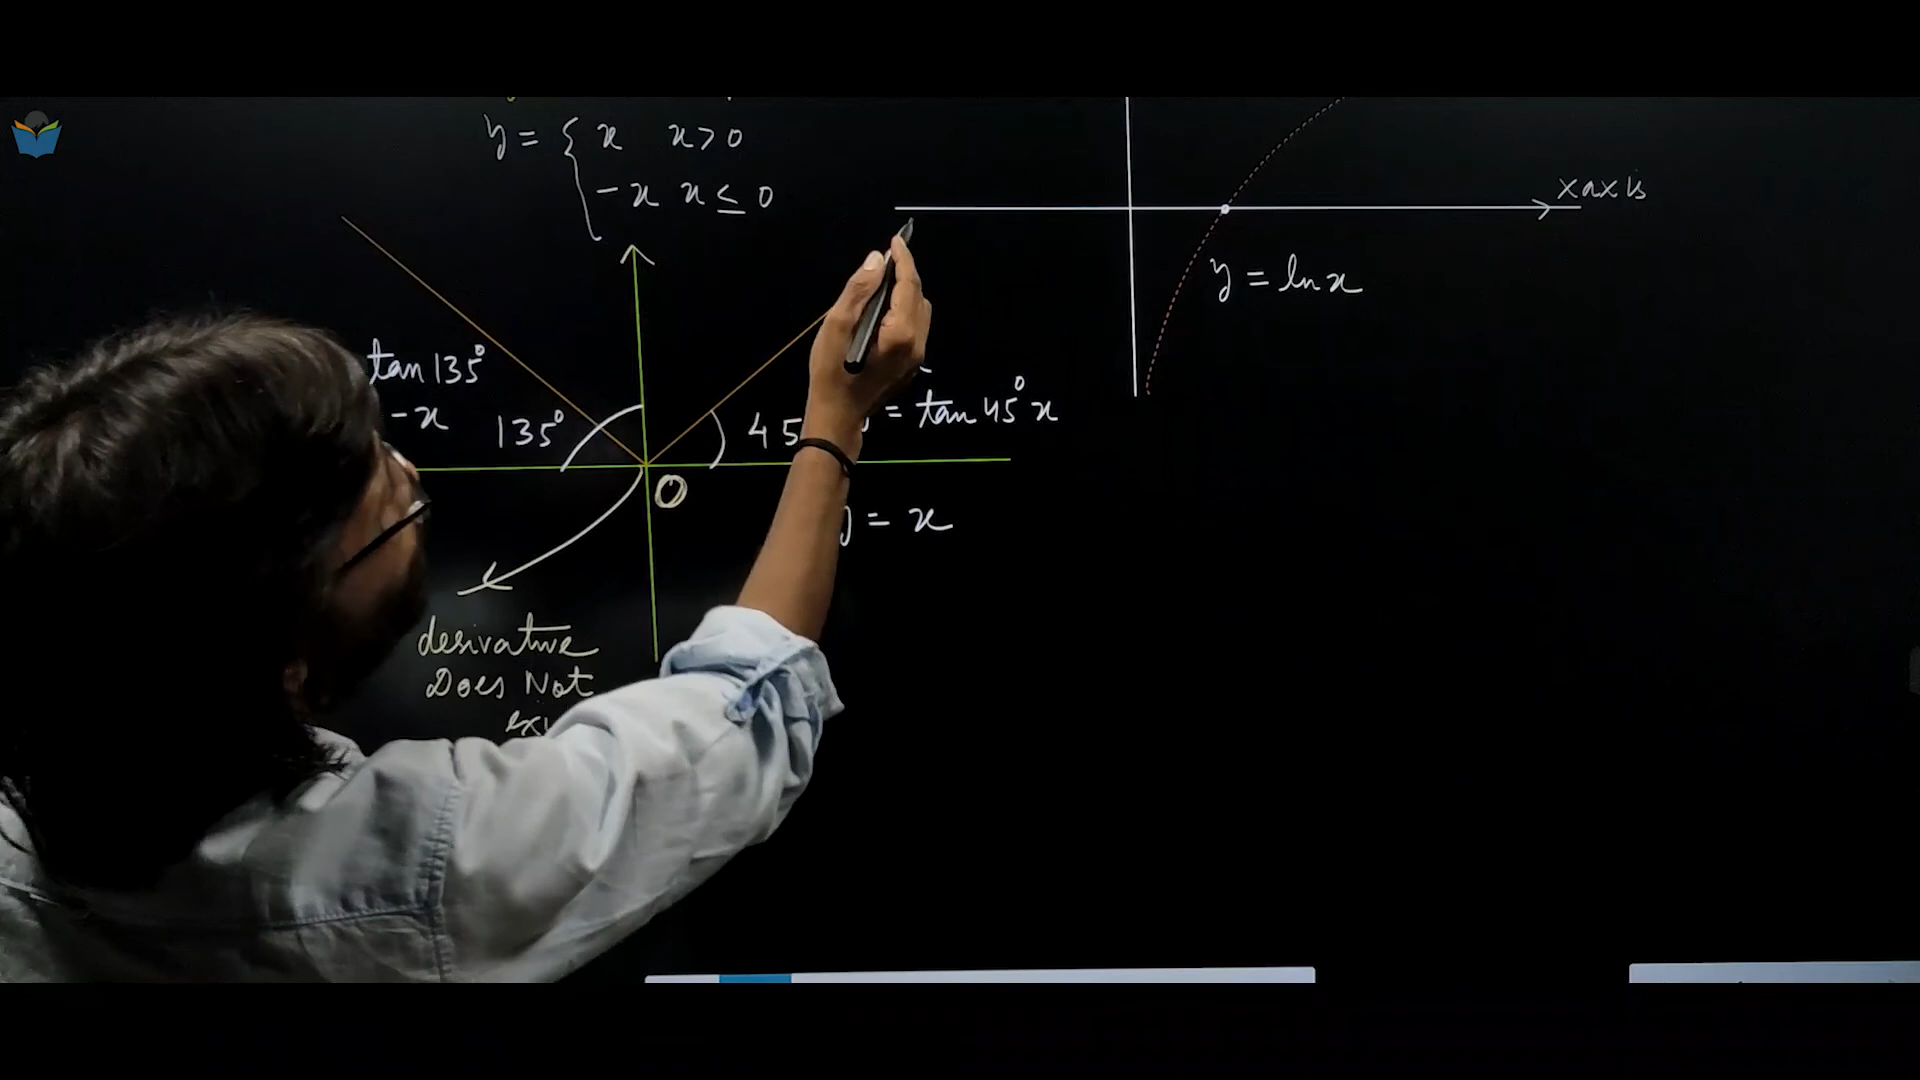 y = { x x > 0
-x x ≤ 0
x axis
y = ln x
tan 135°
-x
135°
45
= tan 45° x
O
y = x
derivative
Does Not